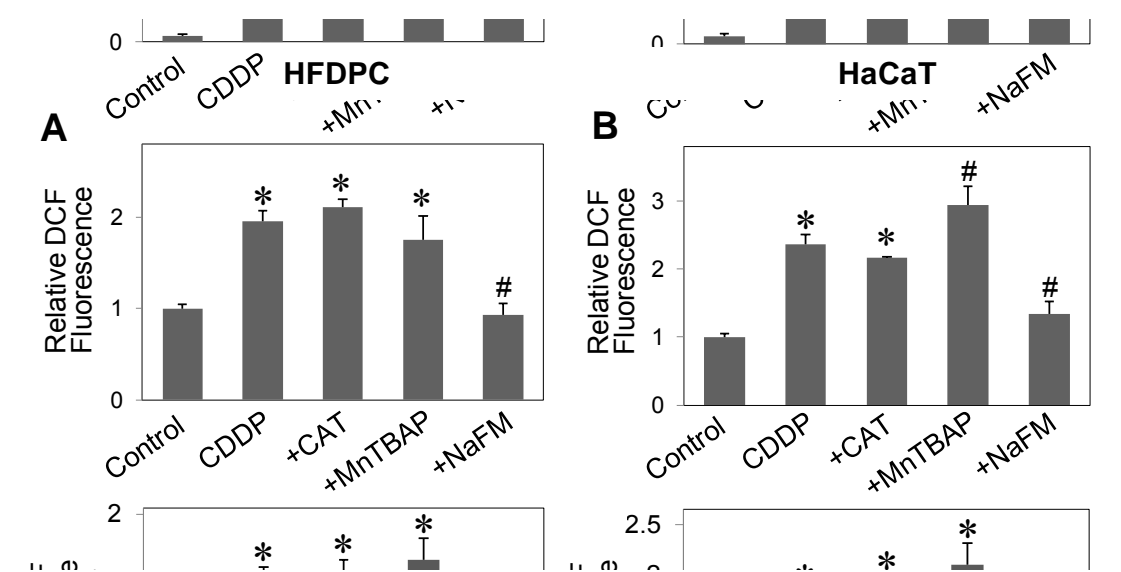 0
0
Control
CDDP
HFDPC
HaCaT
+NaFM
A
B
Relative DCF
Fluorescence
2
1
0
*
*
*
#
Control
CDDP
+CAT
+MnTBAP
+NaFM
Relative DCF
Fluorescence
3
2
1
0
*
*
#
#
Control
CDDP
+CAT
+MnTBAP
+NaFM
2
*
*
*
2.5
*
*
*